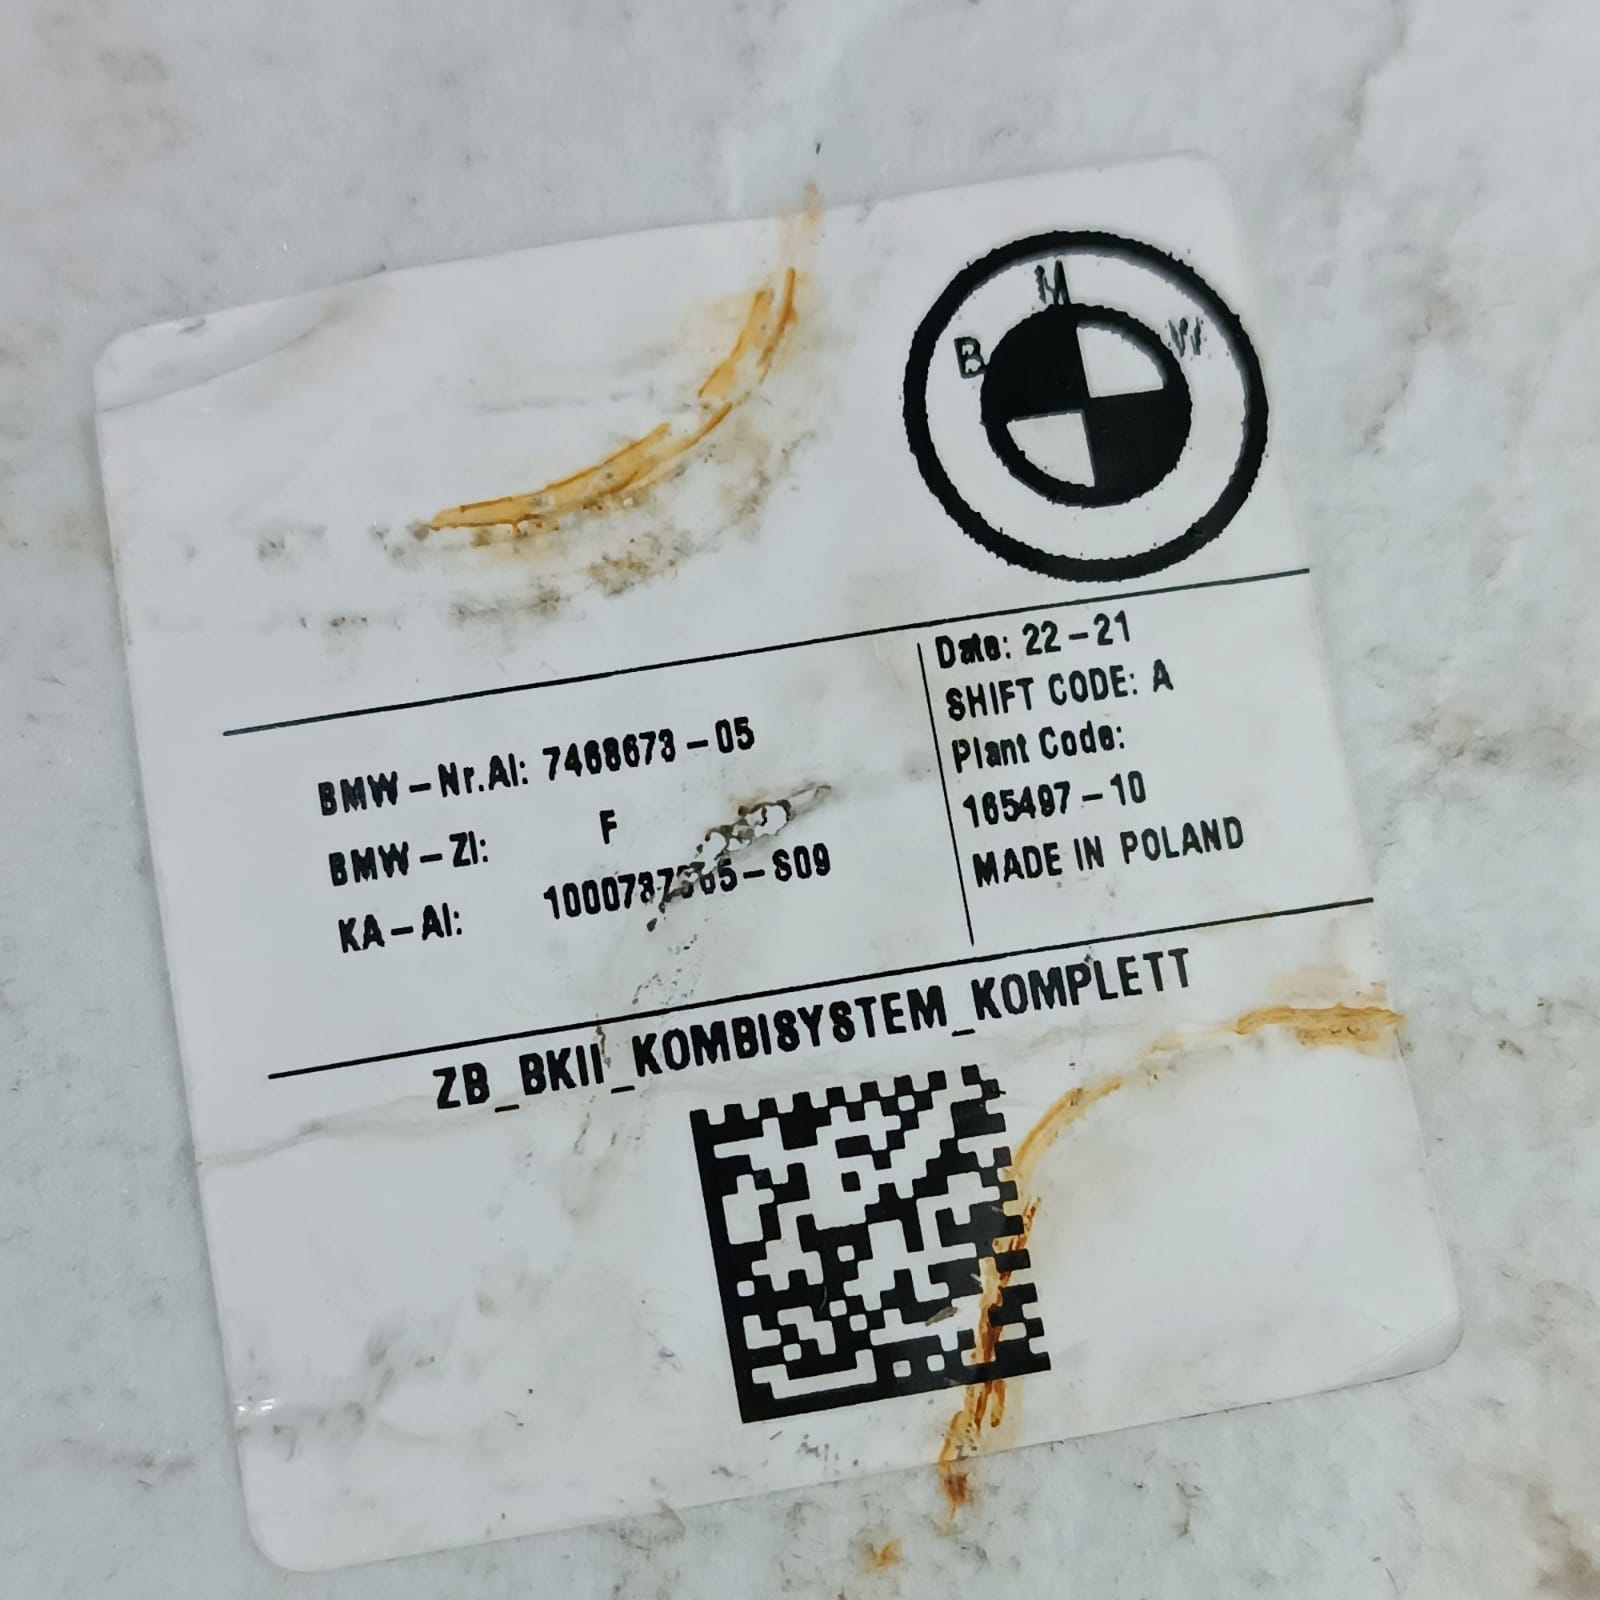 B M W
Date: 22-21
SHIFT CODE: A
Plant Code:
165497-10
MADE IN POLAND
BMW-Nr.AI: 7468673-05
BMW-ZI: F
KA-AI:
ZB_BKII_KOMBISYSTEM_KOMPLETT